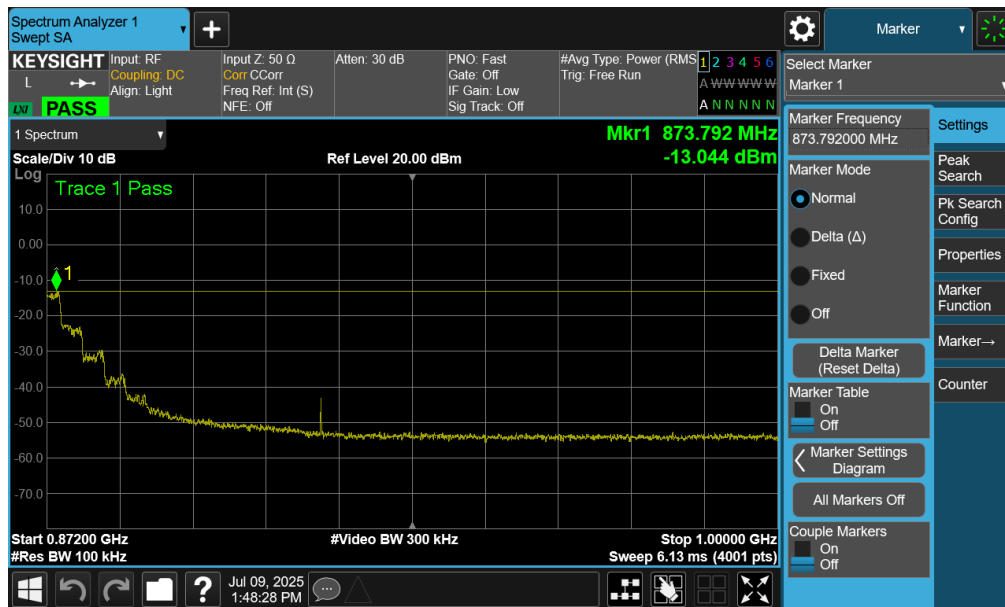 Spectrum Analyzer 1
Swept SA
+
Marker
KEYSIGHT
L
LXI
PASS
Input: RF
Coupling: DC
Align: Light
Input Z: 50 Ω
Corr CCorr
Freq Ref: Int (S)
NFE: Off
Atten: 30 dB
PNO: Fast
Gate: Off
IF Gain: Low
Sig Track: Off
#Avg Type: Power (RMS
Trig: Free Run
1 2 3 4 5 6
A W W W W W
A N N N N N
Select Marker
Marker 1
1 Spectrum
Scale/Div 10 dB
Log
Ref Level 20.00 dBm
Mkr1 873.792 MHz
-13.044 dBm
Trace 1 Pass
10.0
0.00
-10.0
-20.0
-30.0
-40.0
-50.0
-60.0
-70.0
1
Start 0.87200 GHz
#Res BW 100 kHz
#Video BW 300 kHz
Stop 1.00000 GHz
Sweep 6.13 ms (4001 pts)
Marker Frequency
873.792000 MHz
Marker Mode
Normal
Delta (Δ)
Fixed
Off
Delta Marker
(Reset Delta)
Marker Table
On
Off
Marker Settings
Diagram
All Markers Off
Couple Markers
On
Off
Settings
Peak
Search
Pk Search
Config
Properties
Marker
Function
Marker→
Counter
?
Jul 09, 2025
1:48:28 PM